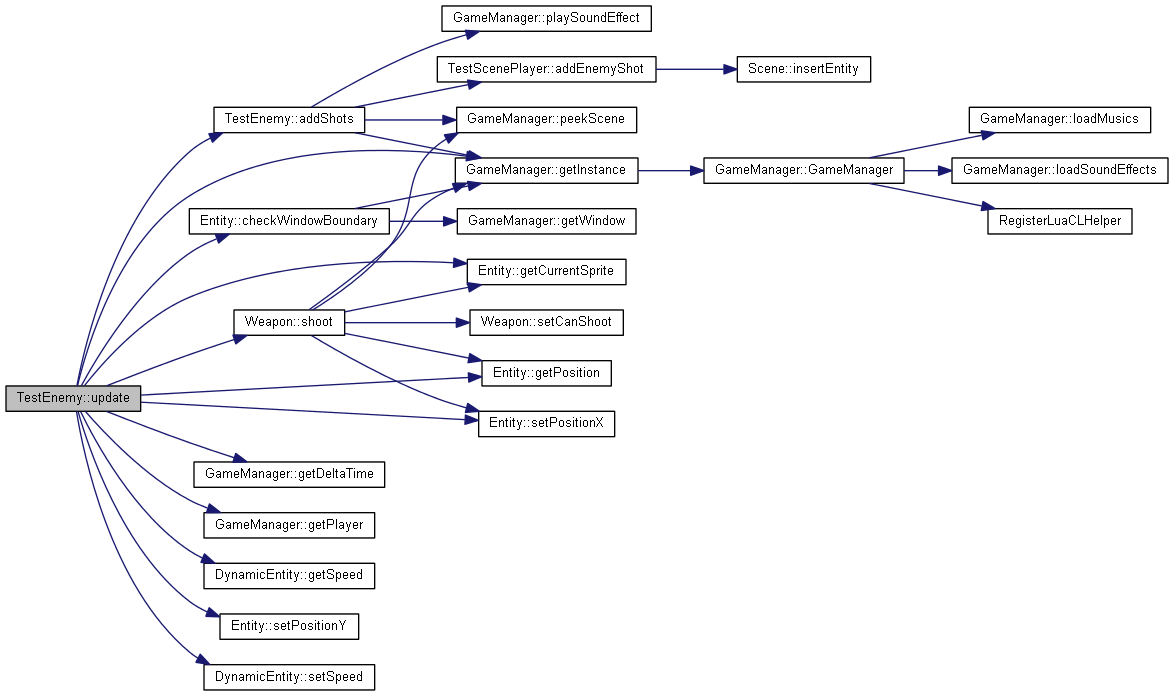 GameManager::playSoundEffect
TestScenePlayer::addEnemyShot
Scene::insertEntity
TestEnemy::addShots
GameManager::peekScene
GameManager::loadMusics
GameManager::getInstance
GameManager::GameManager
GameManager::loadSoundEffects
Entity::checkWindowBoundary
GameManager::getWindow
RegisterLuaCLHelper
Entity::getCurrentSprite
Weapon::shoot
Weapon::setCanShoot
Entity::getPosition
TestEnemy::update
Entity::setPositionX
GameManager::getDeltaTime
GameManager::getPlayer
DynamicEntity::getSpeed
Entity::setPositionY
DynamicEntity::setSpeed